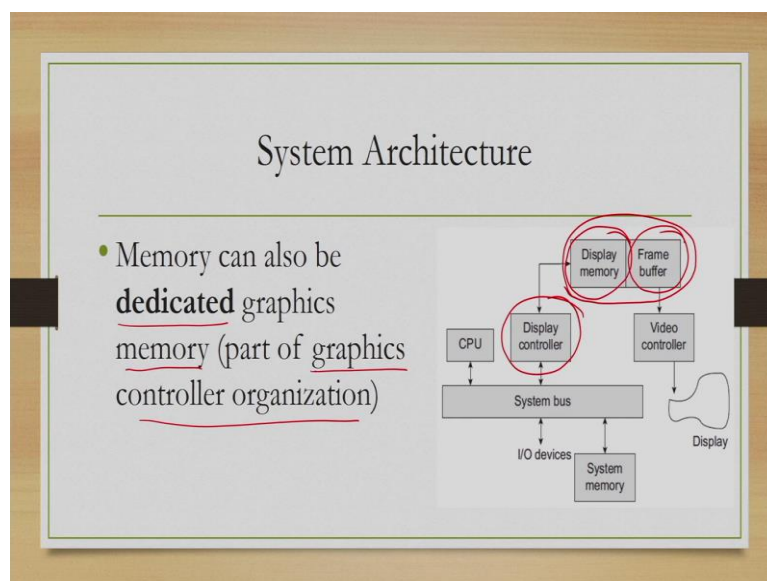 System Architecture
• Memory can also be
dedicated graphics
memory (part of graphics
controller organization)
Display
memory
Frame
buffer
CPU
Display
controller
Video
controller
System bus
Display
I/O devices
System
memory